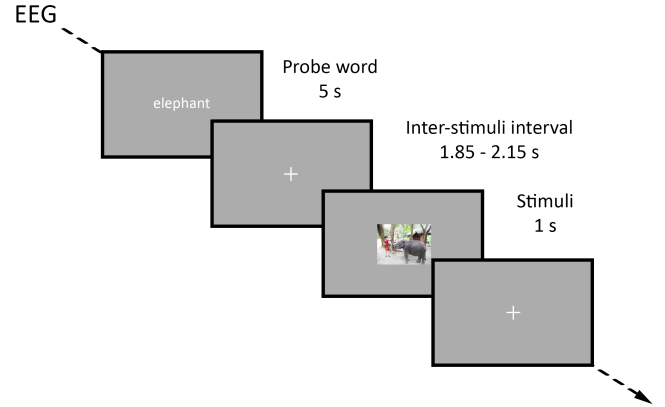 EEG
elephant
Probe word
5 s
Inter-stimuli interval
1.85 - 2.15 s
Stimuli
1 s